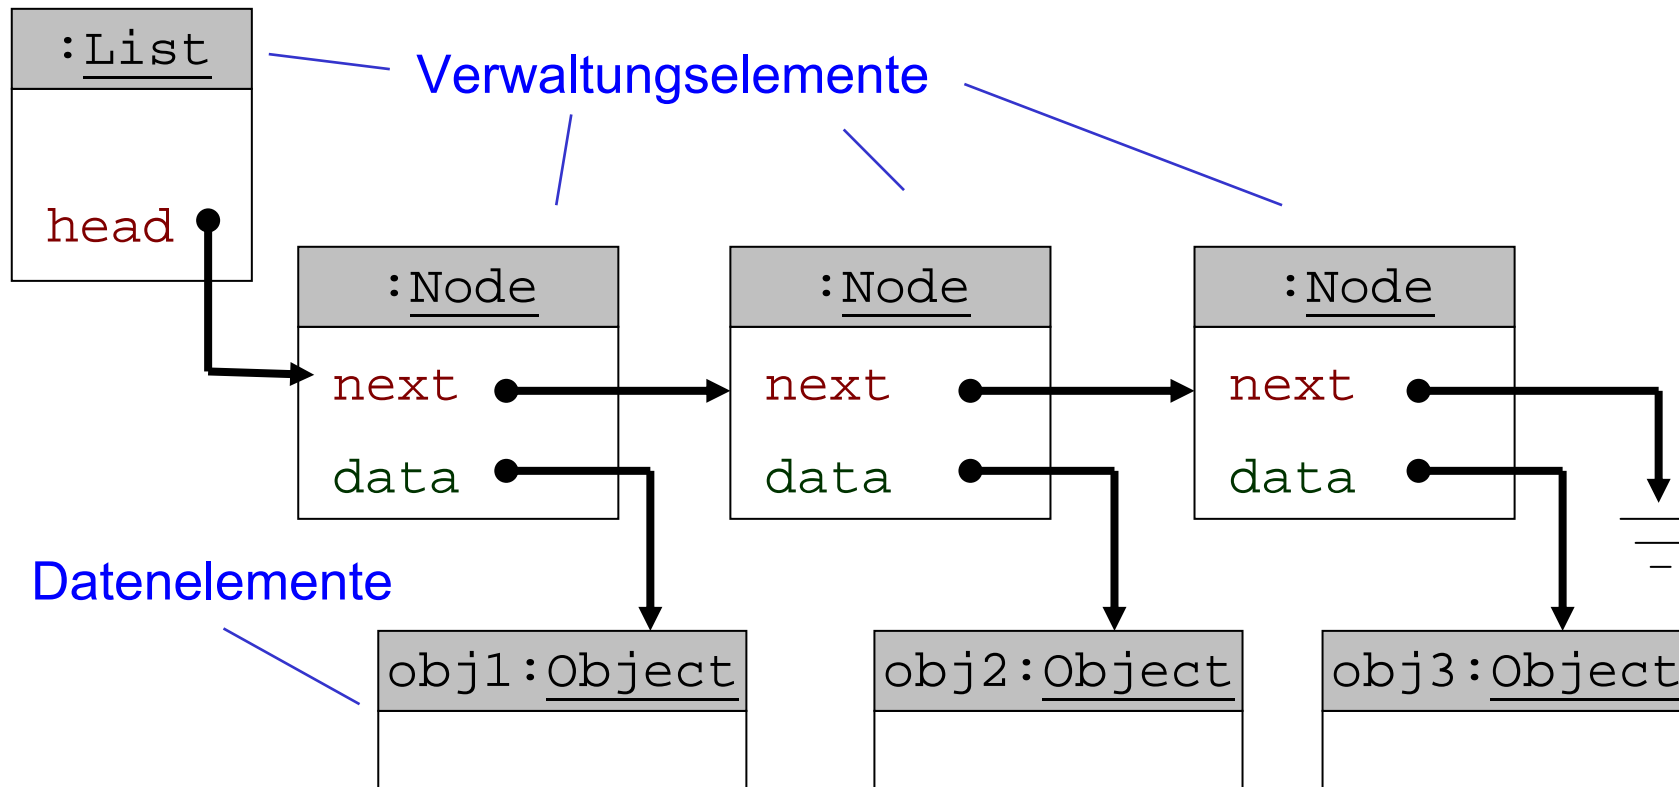 :List
Verwaltungselemente
head
:Node :Node :Node
next next next
data data data
Datenelemente
obj1:Object obj2:Object obj3:Object